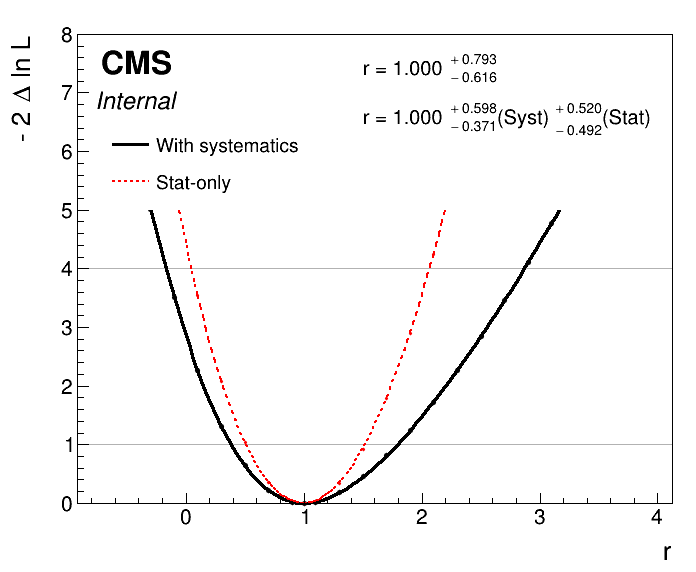 - 2 Δ ln L
8
7
6
5
4
3
2
1
0
CMS
Internal
With systematics
Stat-only
r = 1.000 +0.793 −0.616
r = 1.000 +0.598 −0.371(Syst) +0.520 −0.492(Stat)
0 1 2 3 4
r